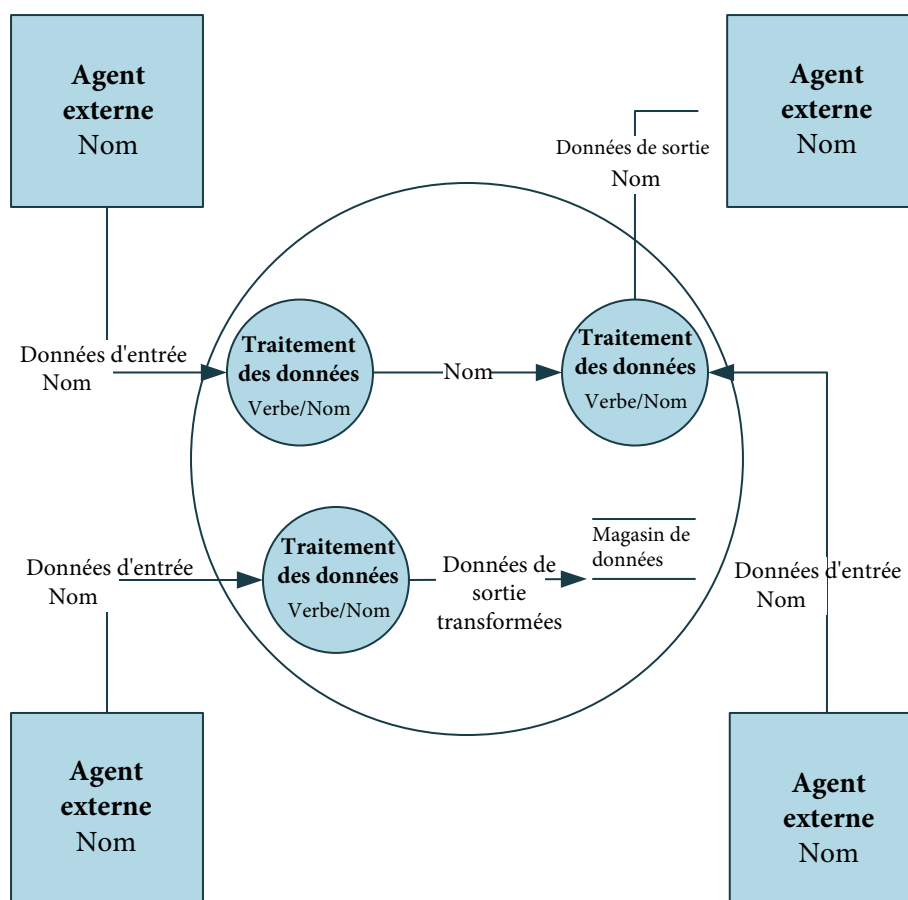 Agent
externe
Nom
Agent
externe
Nom
Données de sortie
Nom
Données d'entrée
Nom
Traitement
des données
Verbe/Nom
Nom
Traitement
des données
Verbe/Nom
Données d'entrée
Nom
Traitement
des données
Verbe/Nom
Données de
sortie
transformées
Magasin de
données
Données d'entrée
Nom
Agent
externe
Nom
Agent
externe
Nom